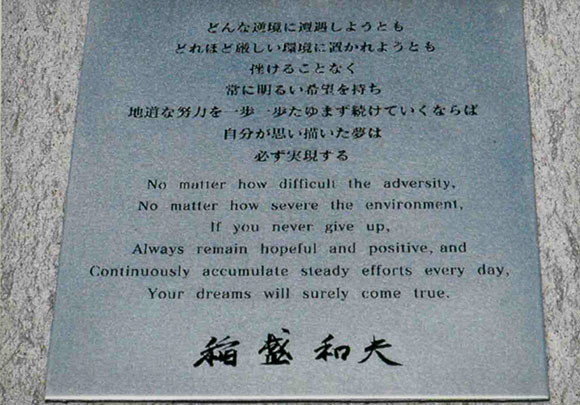 どんな逆境に遭遇しようとも
どれほど厳しい環境に置かれようとも
挫けることなく
常に明るい希望を持ち
地道な努力を一歩一歩たゆまず続けていくならば
自分が思い描いた夢は
必ず実現する
No matter how difficult the adversity,
No matter how severe the environment,
If you never give up,
Always remain hopeful and positive, and
Continuously accumulate steady efforts every day,
Your dreams will surely come true.
稲盛和夫